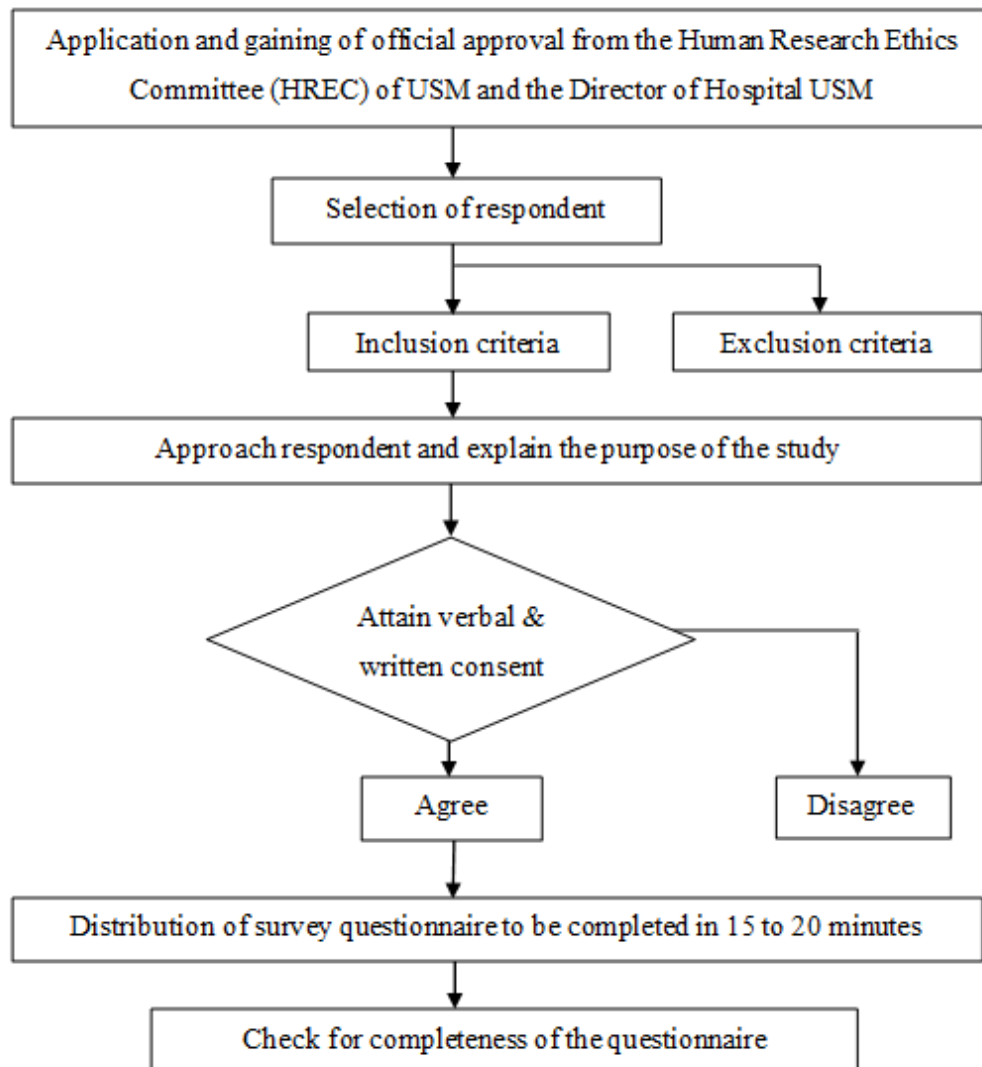 Application and gaining of official approval from the Human Research Ethics
Committee (HREC) of USM and the Director of Hospital USM
Selection of respondent
Inclusion criteria
Exclusion criteria
Approach respondent and explain the purpose of the study
Attain verbal &
written consent
Agree
Disagree
Distribution of survey questionnaire to be completed in 15 to 20 minutes
Check for completeness of the questionnaire